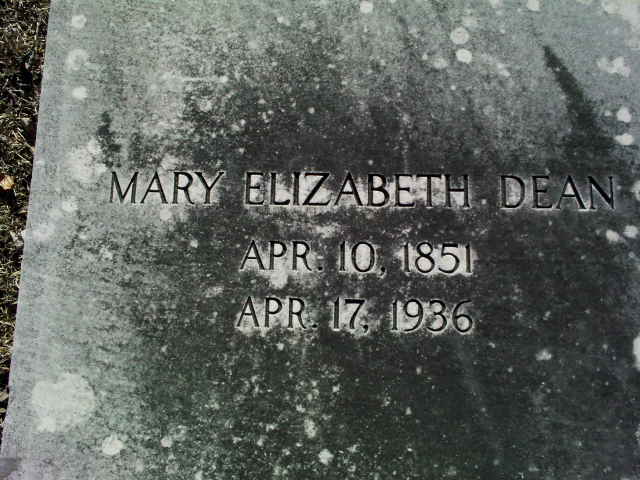 MARY ELIZABETH DEAN
APR. 10, 1851
APR. 17, 1936